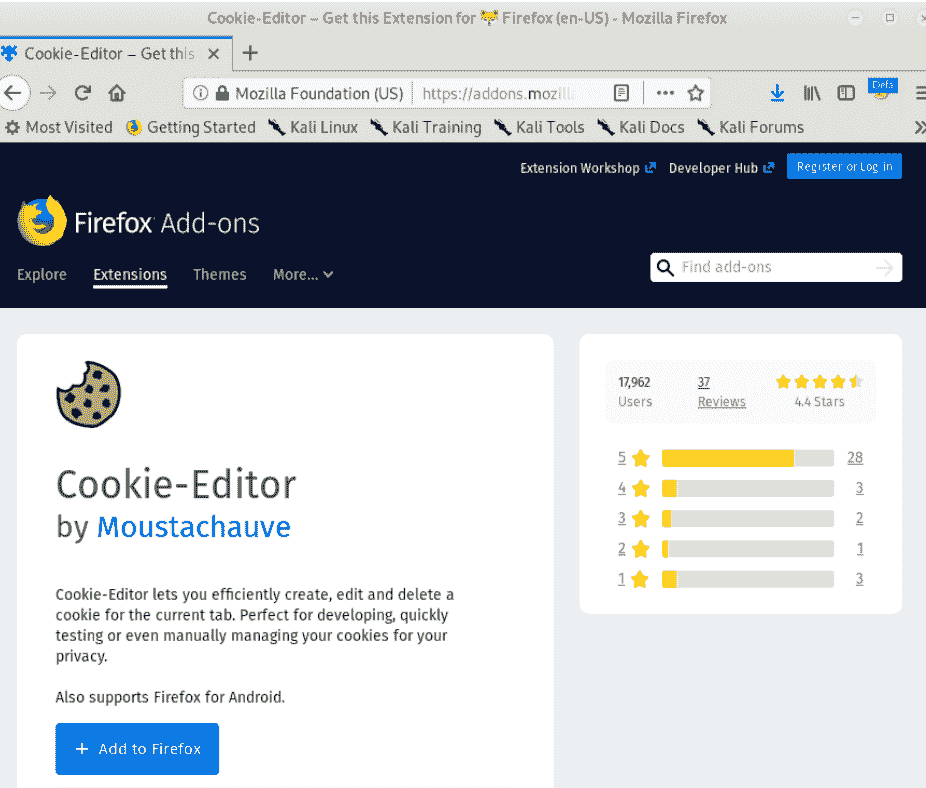 Cookie-Editor – Get this Extension for 🦊 Firefox (en-US) - Mozilla Firefox
Cookie-Editor – Get this
Mozilla Foundation (US) https://addons.mozill
Defa
Most Visited Getting Started Kali Linux Kali Training Kali Tools Kali Docs Kali Forums
Extension Workshop Developer Hub Register or Log in
Firefox Add-ons
Explore Extensions Themes More...
Find add-ons
Cookie-Editor
by Moustachauve
Cookie-Editor lets you efficiently create, edit and delete a
cookie for the current tab. Perfect for developing, quickly
testing or even manually managing your cookies for your
privacy.
Also supports Firefox for Android.
+ Add to Firefox
17,962 37
Users Reviews 4.4 Stars
5 28
4 3
3 2
2 1
1 3